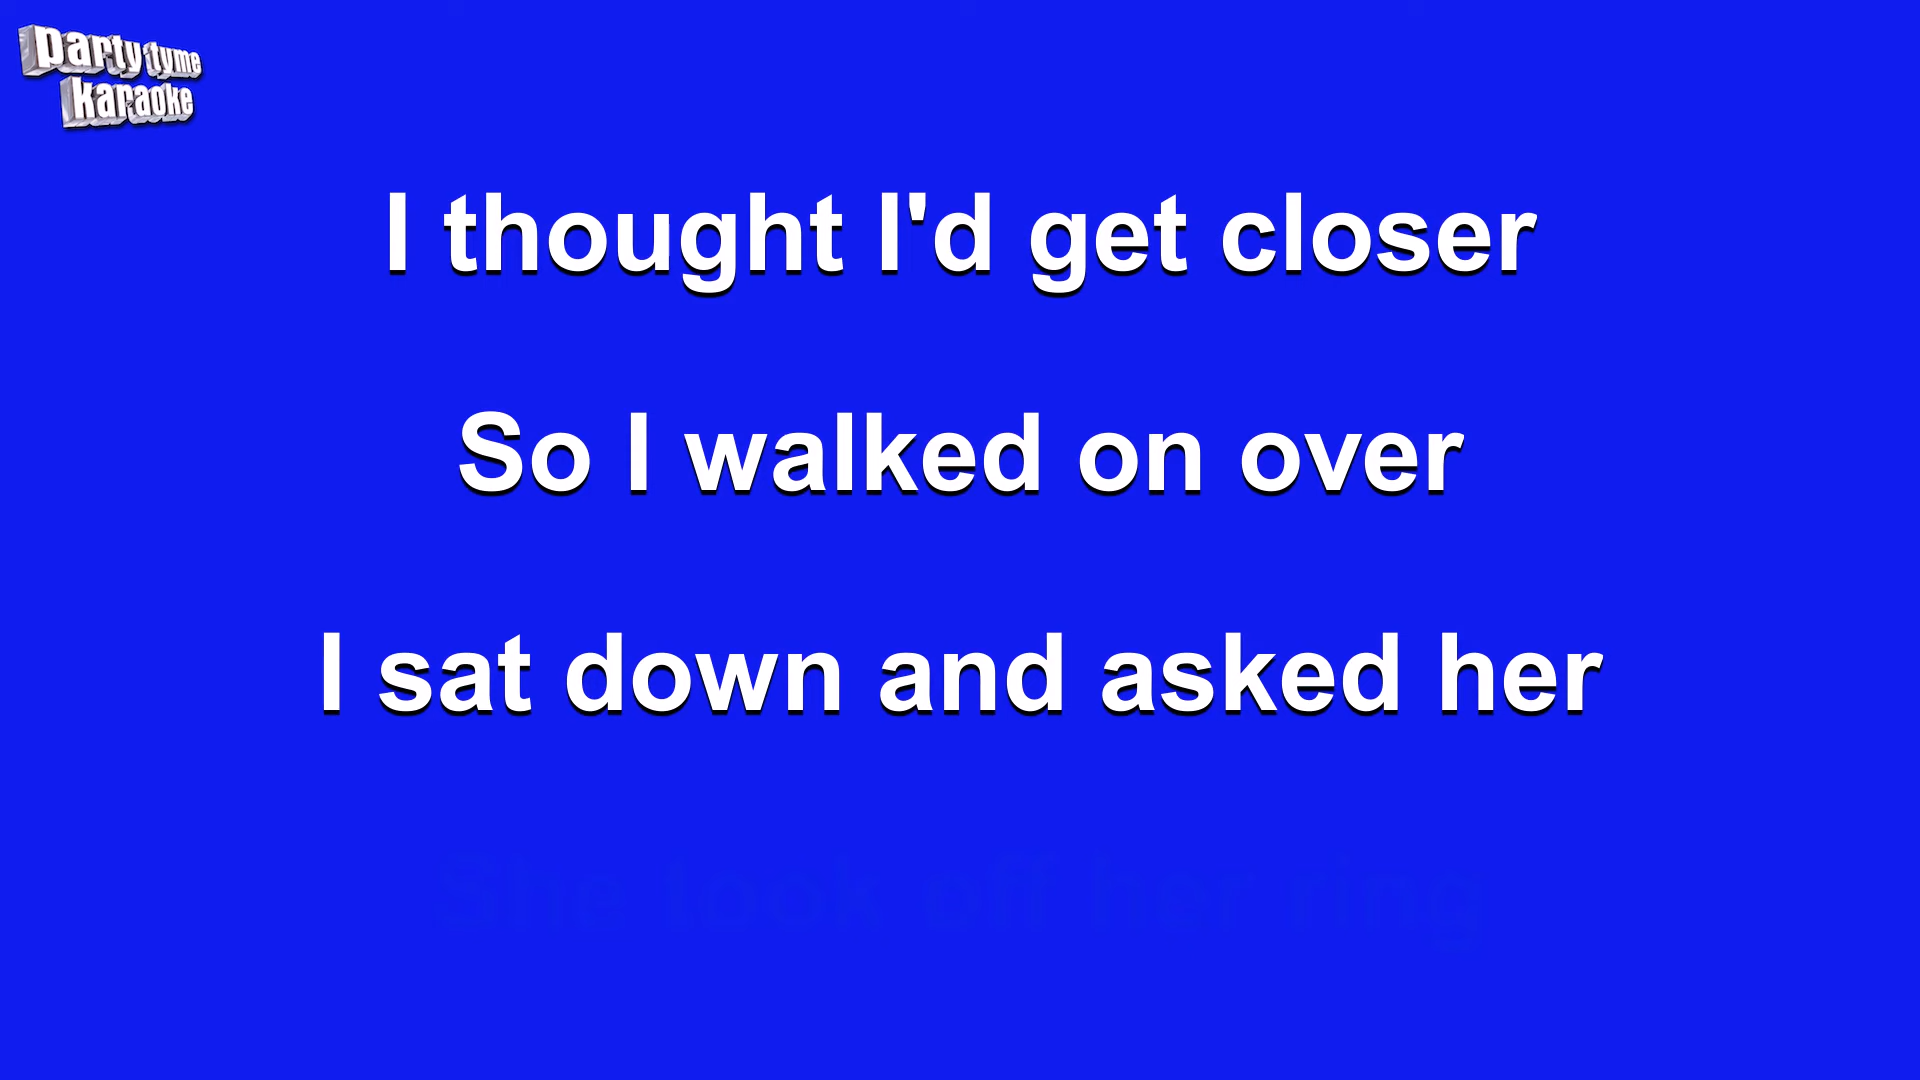 party tyme
karaoke
I thought I'd get closer
So I walked on over
I sat down and asked her
She took off her ring